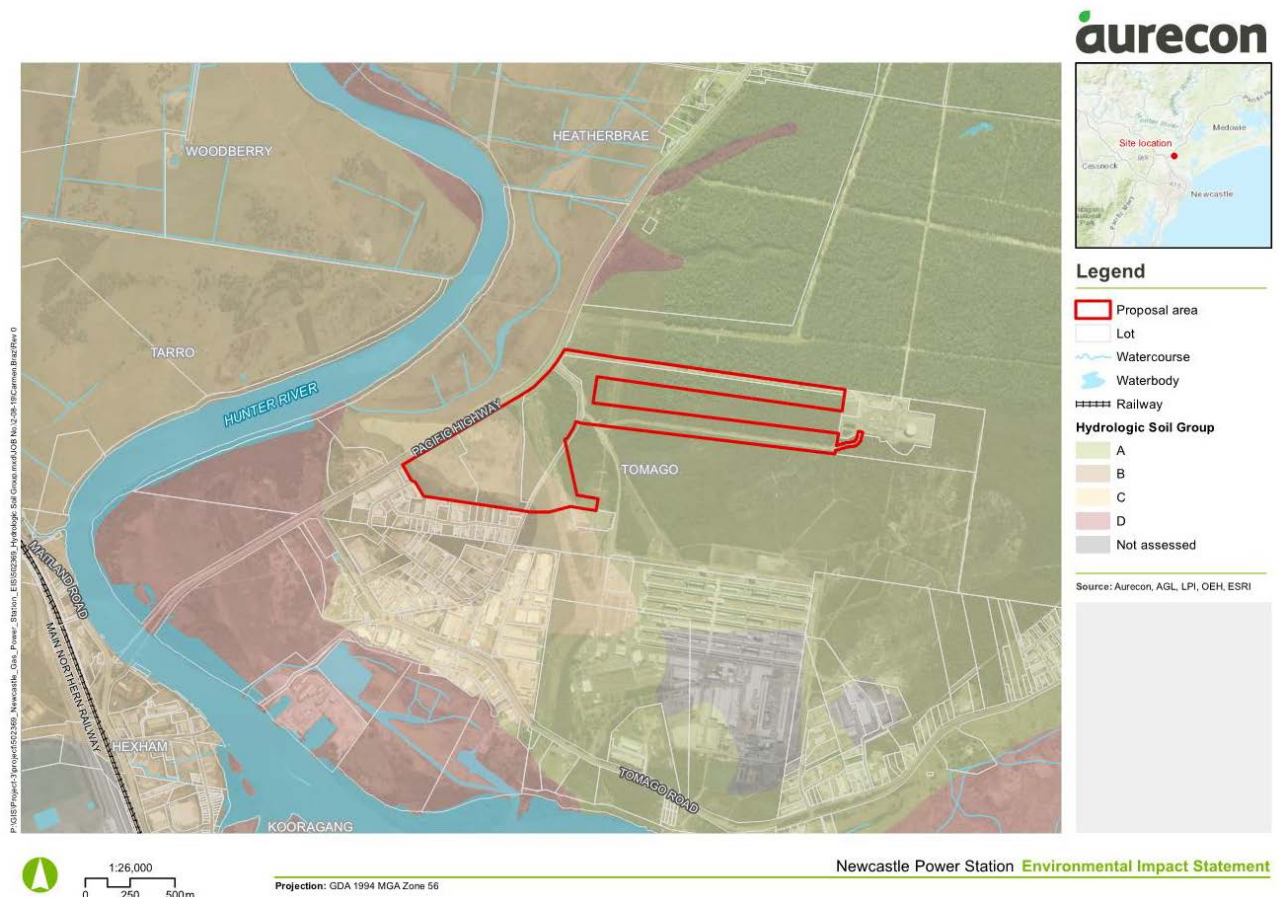 aurecon
WOODBERRY
HEATHERBRAE
TARRO
HUNTER RIVER
PACIFIC HIGHWAY
TOMAGO
MAITLAND ROAD
MAIN NORTHERN RAILWAY
HEXHAM
TOMAGO ROAD
KOORAGANG
Medowie
Site location
Cessnock
Newcastle
Legend
Proposal area
Lot
Watercourse
Waterbody
Railway
Hydrologic Soil Group
A
B
C
D
Not assessed
Source: Aurecon, AGL, LPI, OEH, ESRI
1:26,000
0 250 500m
Projection: GDA 1994 MGA Zone 56
Newcastle Power Station Environmental Impact Statement